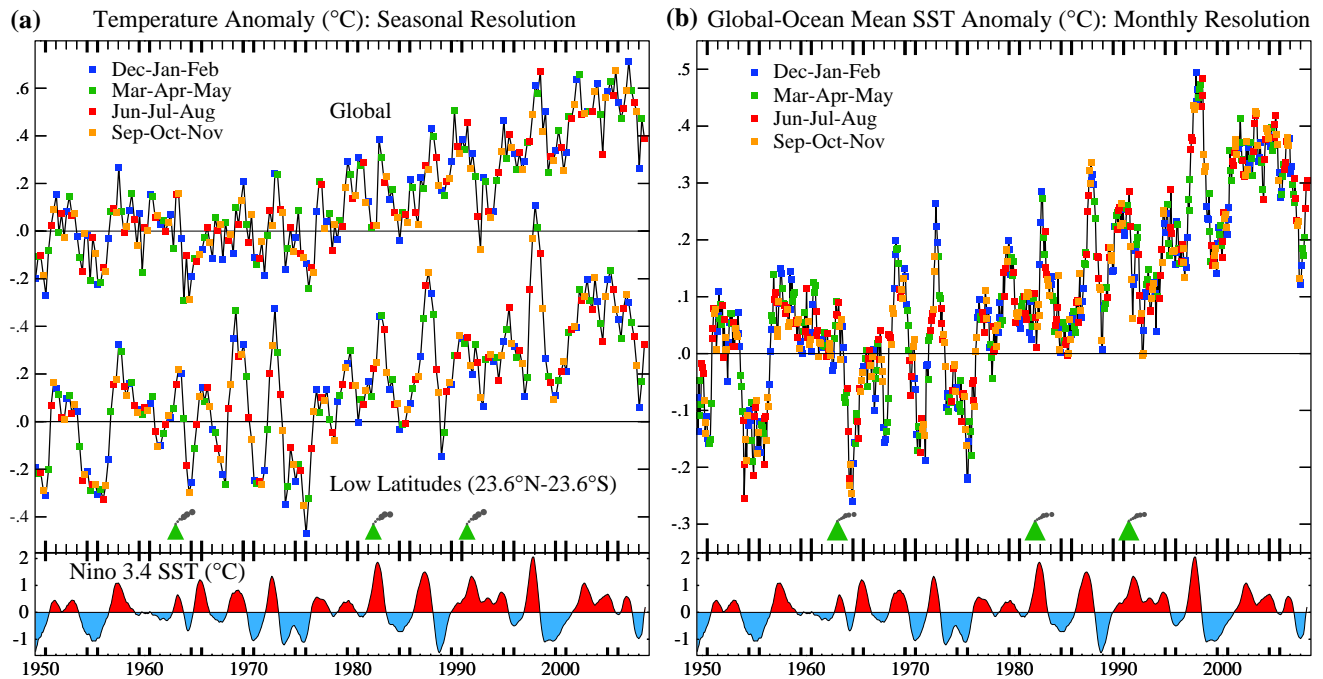 (a) Temperature Anomaly (°C): Seasonal Resolution
Dec-Jan-Feb
Mar-Apr-May
Jun-Jul-Aug
Sep-Oct-Nov
Global
.6
.4
.2
.0
-.2
-.4
.2
.0
-.2
-.4
Low Latitudes (23.6°N-23.6°S)
Nino 3.4 SST (°C)
2
1
0
-1
1950 1960 1970 1980 1990 2000
(b) Global-Ocean Mean SST Anomaly (°C): Monthly Resolution
Dec-Jan-Feb
Mar-Apr-May
Jun-Jul-Aug
Sep-Oct-Nov
.5
.4
.3
.2
.1
.0
-.1
-.2
-.3
2
1
0
-1
1950 1960 1970 1980 1990 2000